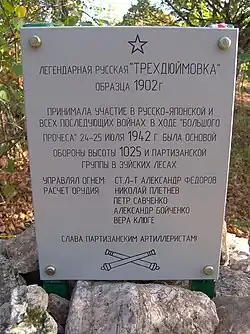 ЛЕГЕНДАРНАЯ РУССКАЯ "ТРЕХДЮЙМОВКА"
ОБРАЗЦА 1902г
ПРИНИМАЛА УЧАСТИЕ В РУССКО-ЯПОНСКОЙ И
ВСЕХ ПОСЛЕДУЮЩИХ ВОЙНАХ В ХОДЕ "БОЛЬШОГО
ПРОЧЕСА" 24-25 ИЮЛЯ 1942 Г БЫЛА ОСНОВОЙ
ОБОРОНЫ ВЫСОТЫ 1025 И ПАРТИЗАНСКОЙ
ГРУППЫ В ЗУЙСКИХ ЛЕСАХ
УПРАВЛЯЛ ОГНЕМ: СТ.Л-Т АЛЕКСАНДР ФЁДОРОВ
РАСЧЕТ ОРУДИЯ НИКОЛАЙ ПЛЕТНЕВ
ПЕТР САВЧЕНКО
АЛЕКСАНДР БОЙЧЕНКО
ВЕРА КЛЮГЕ
СЛАВА ПАРТИЗАНСКИМ АРТИЛЛЕРИСТАМ!